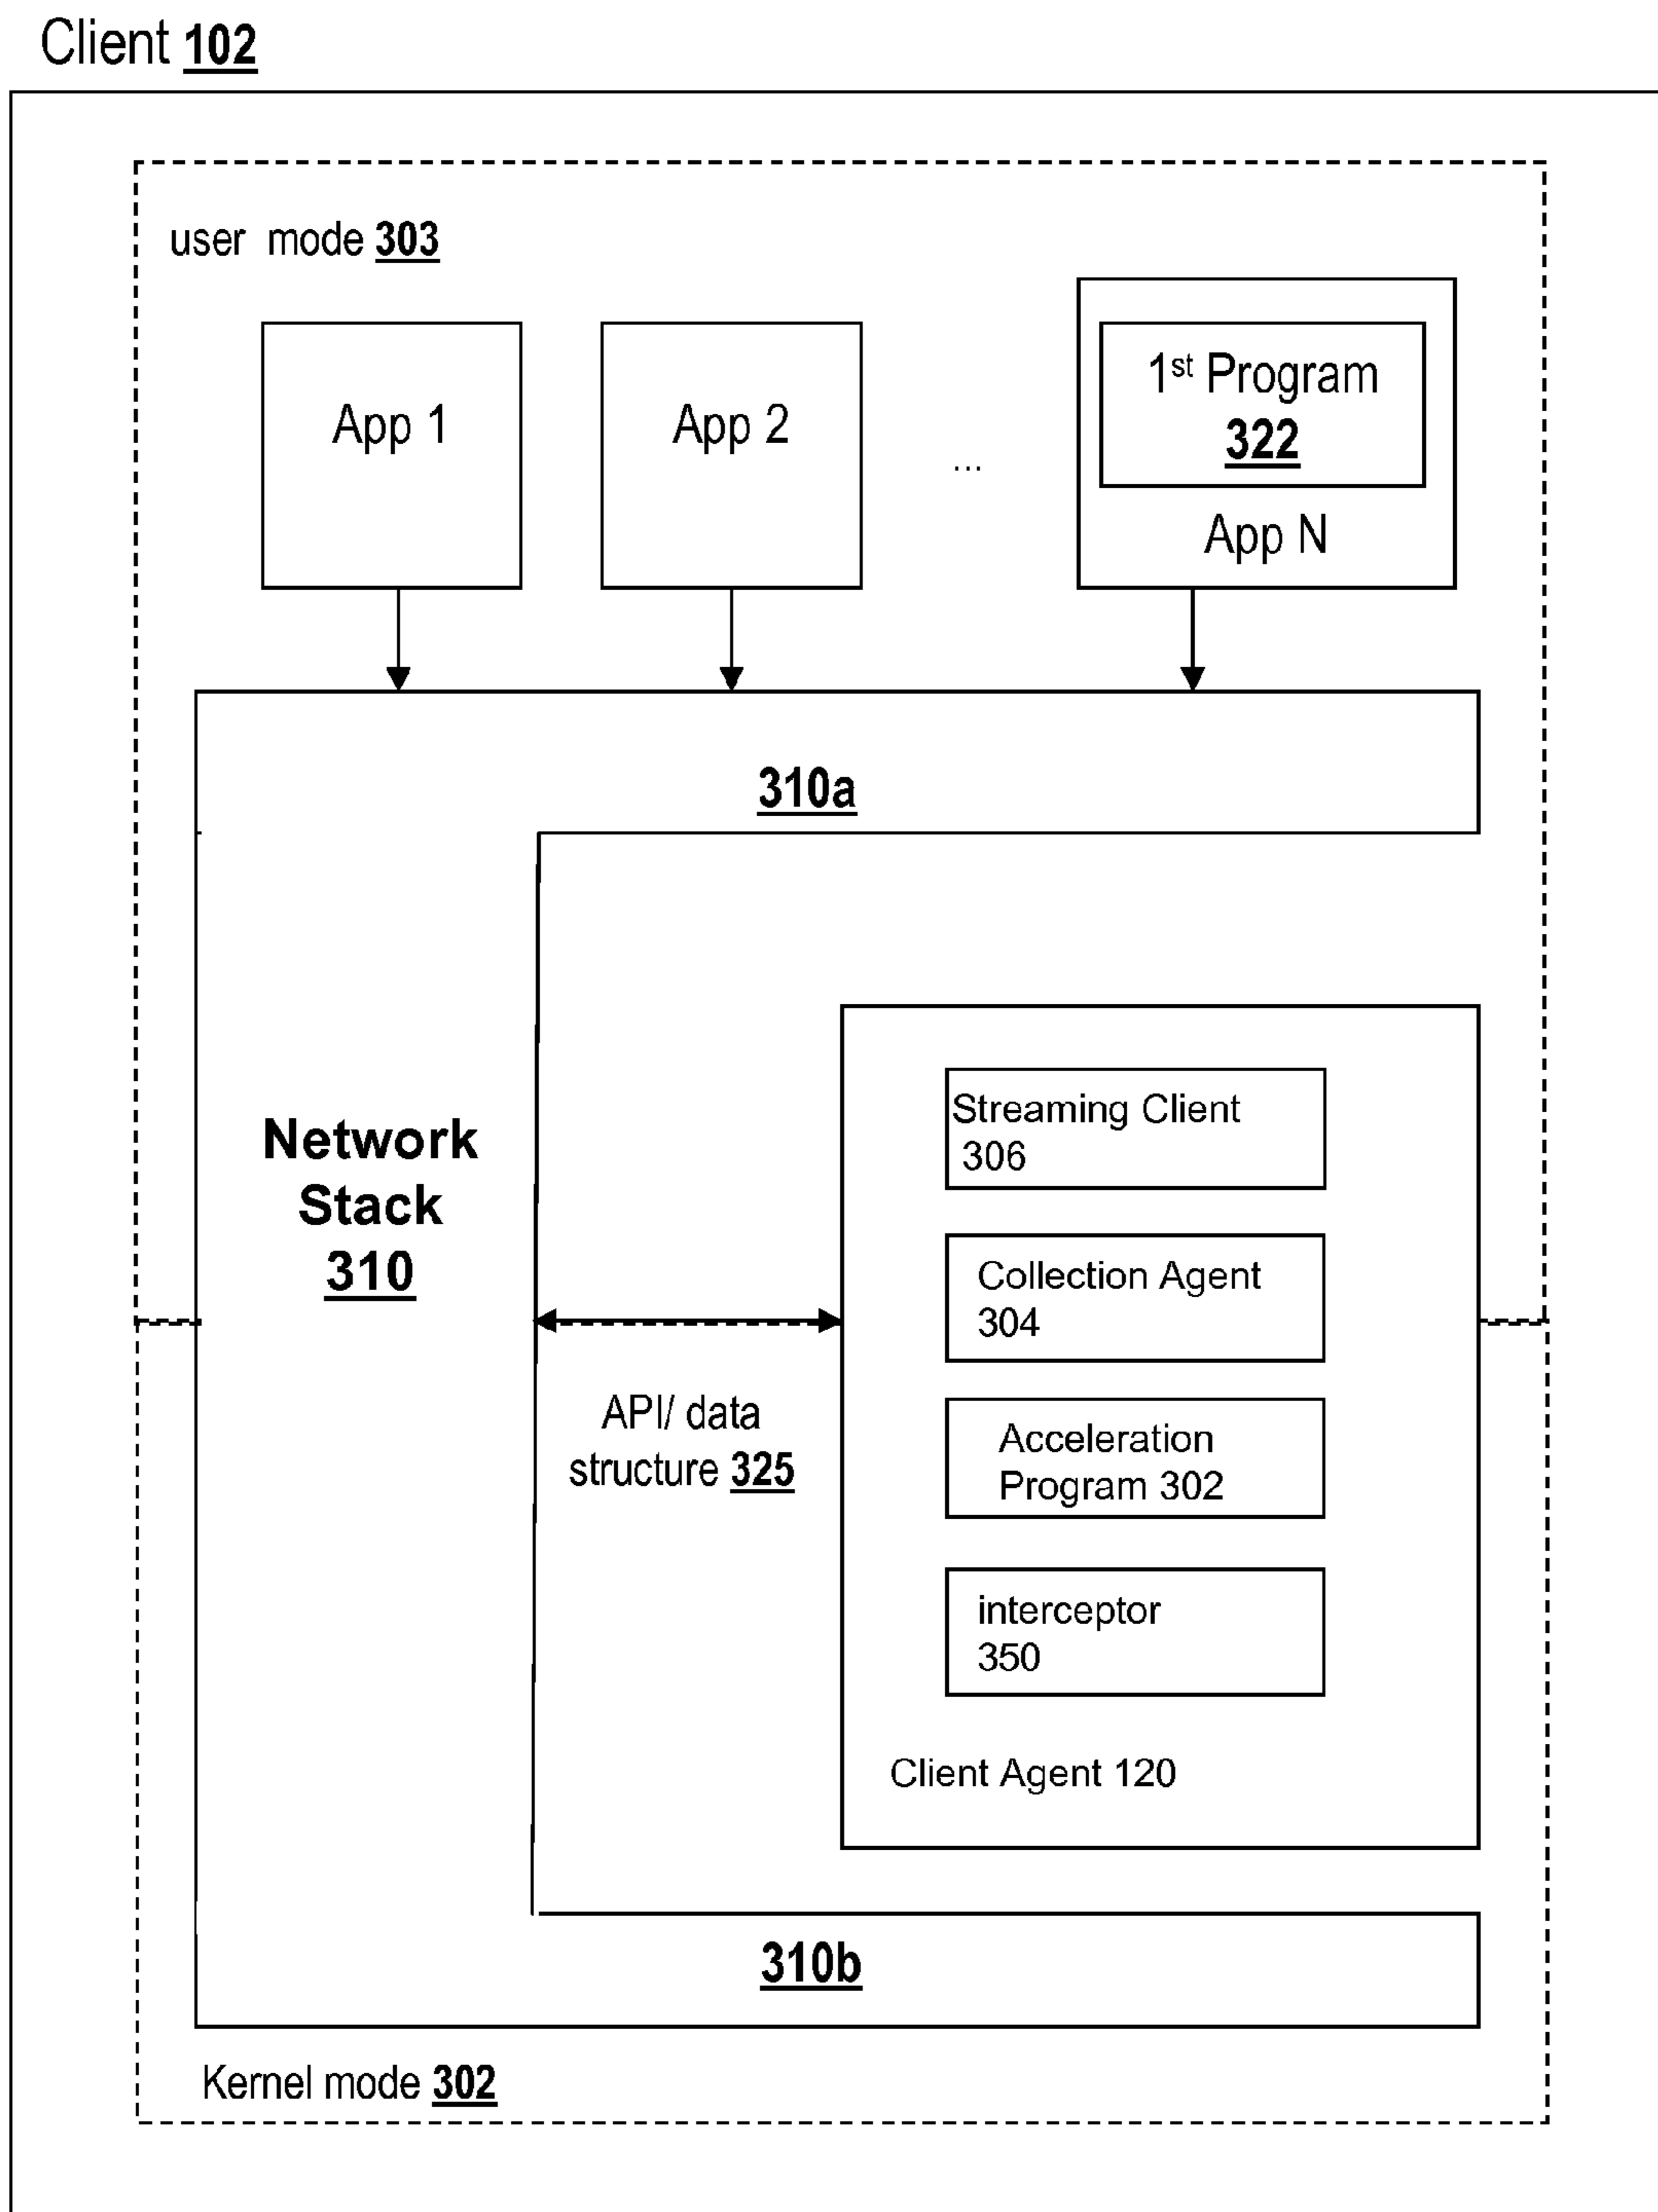 Client 102
user mode 303
App 1
App 2
...
1st Program
322
App N
310a
Network
Stack
310
Streaming Client
306
Collection Agent
304
API/ data
structure 325
Acceleration
Program 302
interceptor
350
Client Agent 120
310b
Kernel mode 302